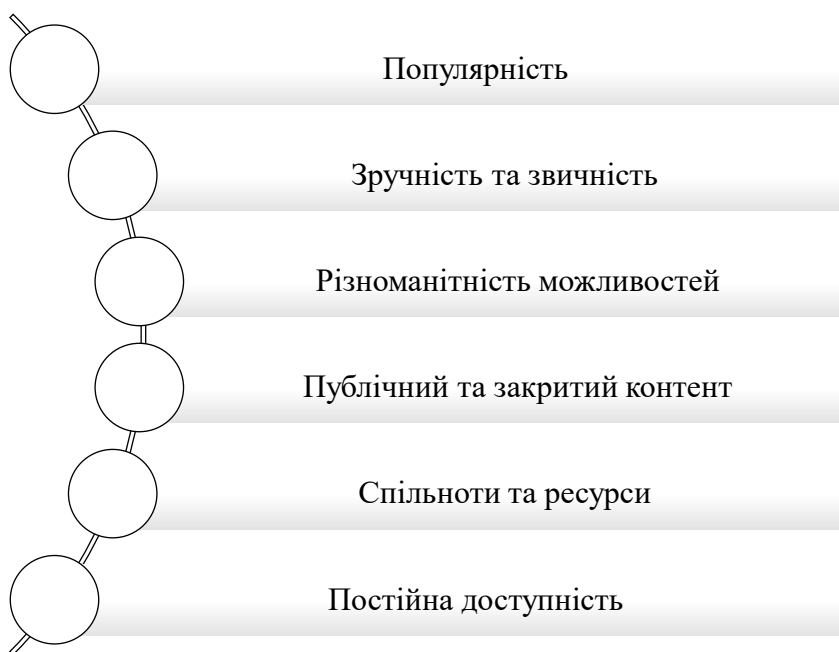 Популярність
Зручність та звичність
Різноманітність можливостей
Публічний та закритий контент
Спільноти та ресурси
Постійна доступність